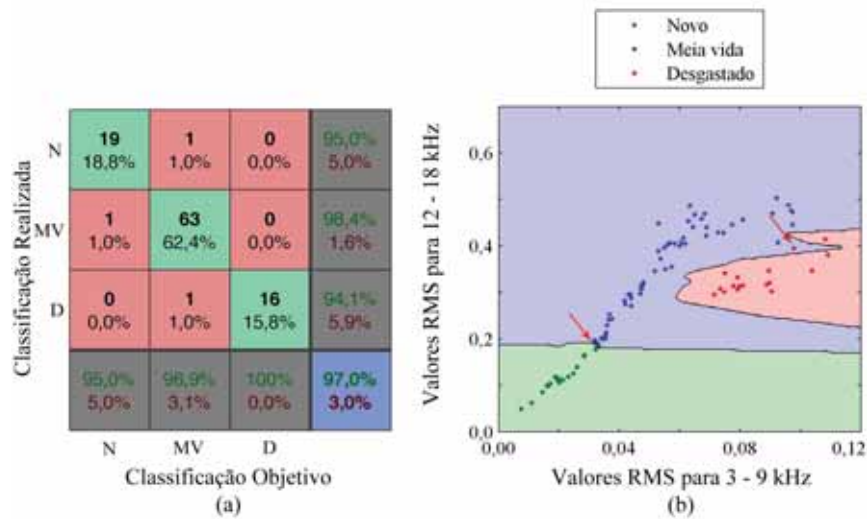 Novo
Meia vida
Desgastado
Classificação Realizada
N
19
18,8%
1
1,0%
0
0,0%
95,0%
5,0%
MV
1
1,0%
63
62,4%
0
0,0%
98,4%
1,6%
D
0
0,0%
1
1,0%
16
15,8%
94,1%
5,9%
95,0%
5,0%
96,9%
3,1%
100%
0,0%
97,0%
3,0%
N MV D
Classificação Objetivo
(a)
Valores RMS para 12 - 18 kHz
0,6
0,4
0,2
0,0
0,00 0,04 0,08 0,12
Valores RMS para 3 - 9 kHz
(b)